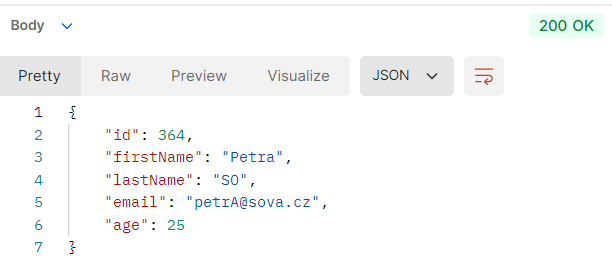 Body 200 OK
Pretty Raw Preview Visualize JSON
1 {
2 "id": 364,
3 "firstName": "Petra",
4 "lastName": "SO",
5 "email": "petrA@sova.cz",
6 "age": 25
7 }